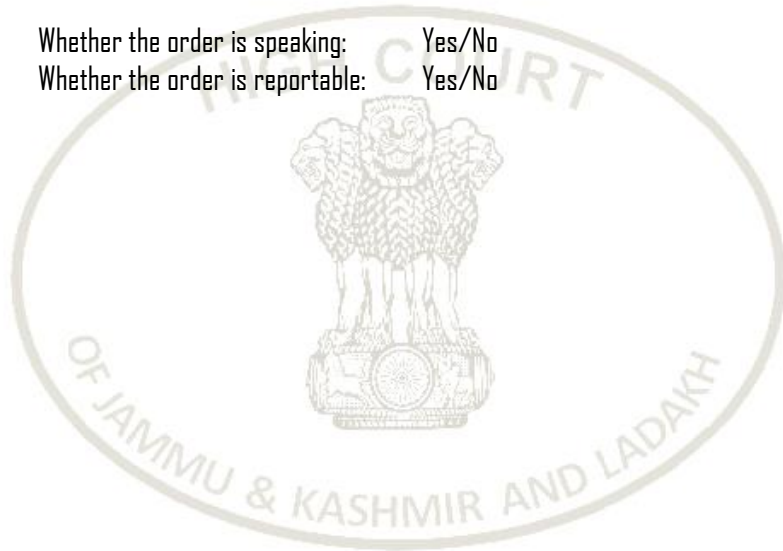 Whether the order is speaking: Yes/No
Whether the order is reportable: Yes/No
HIGH COURT
OF JAMMU & KASHMIR AND LADAKH